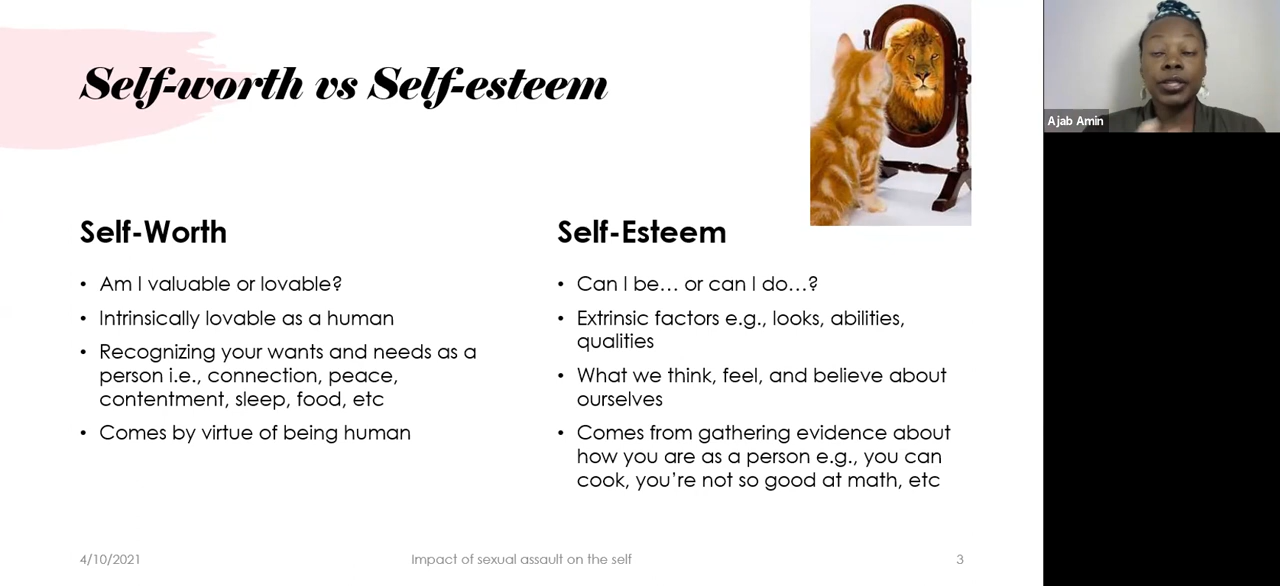 Self-worth vs Self-esteem
Ajab Amin
Self-Worth
• Am I valuable or lovable?
• Intrinsically lovable as a human
• Recognizing your wants and needs as a
person i.e., connection, peace,
contentment, sleep, food, etc
• Comes by virtue of being human
Self-Esteem
• Can I be… or can I do…?
• Extrinsic factors e.g., looks, abilities,
qualities
• What we think, feel, and believe about
ourselves
• Comes from gathering evidence about
how you are as a person e.g., you can
cook, you’re not so good at math, etc
4/10/2021
Impact of sexual assault on the self
3